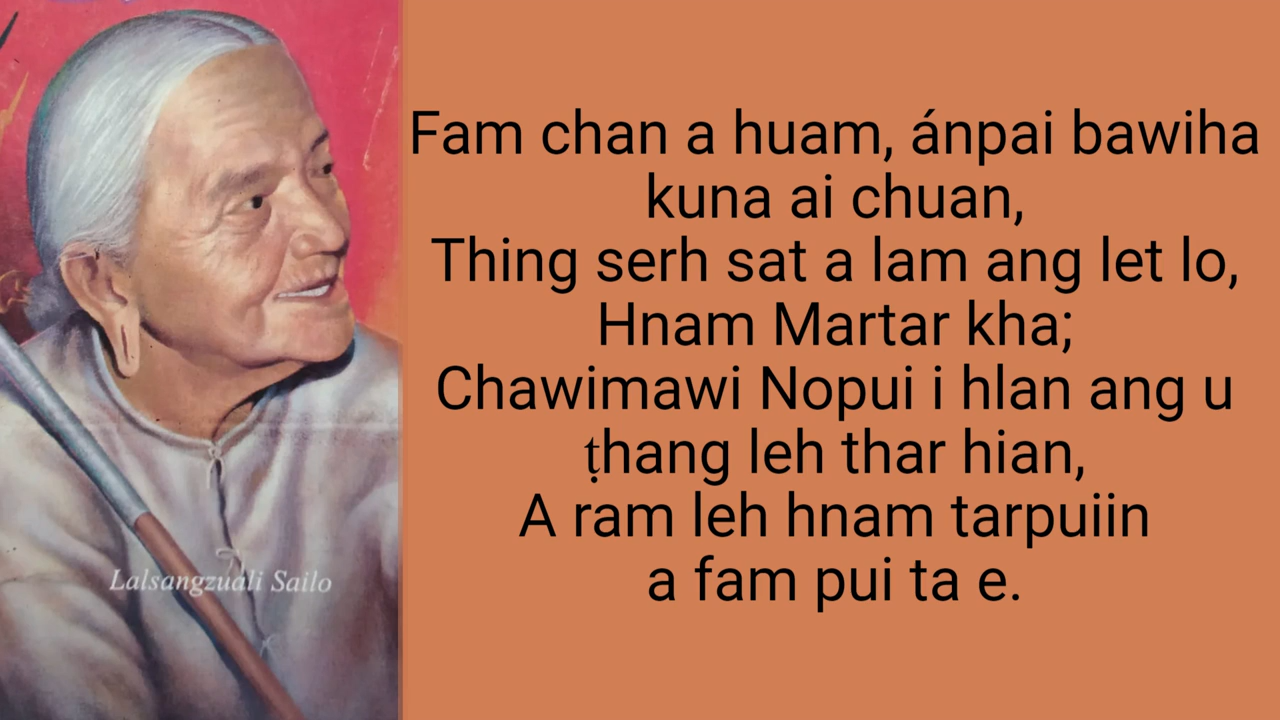 Fam chan a huam, ánpai bawiha
kuna ai chuan,
Thing serh sat a lam ang let lo,
Hnam Martar kha;
Chawimawi Nopui i hlan ang u
ṭhang leh thar hian,
A ram leh hnam tarpuiin
a fam pui ta e.
Lalsangzuali Sailo